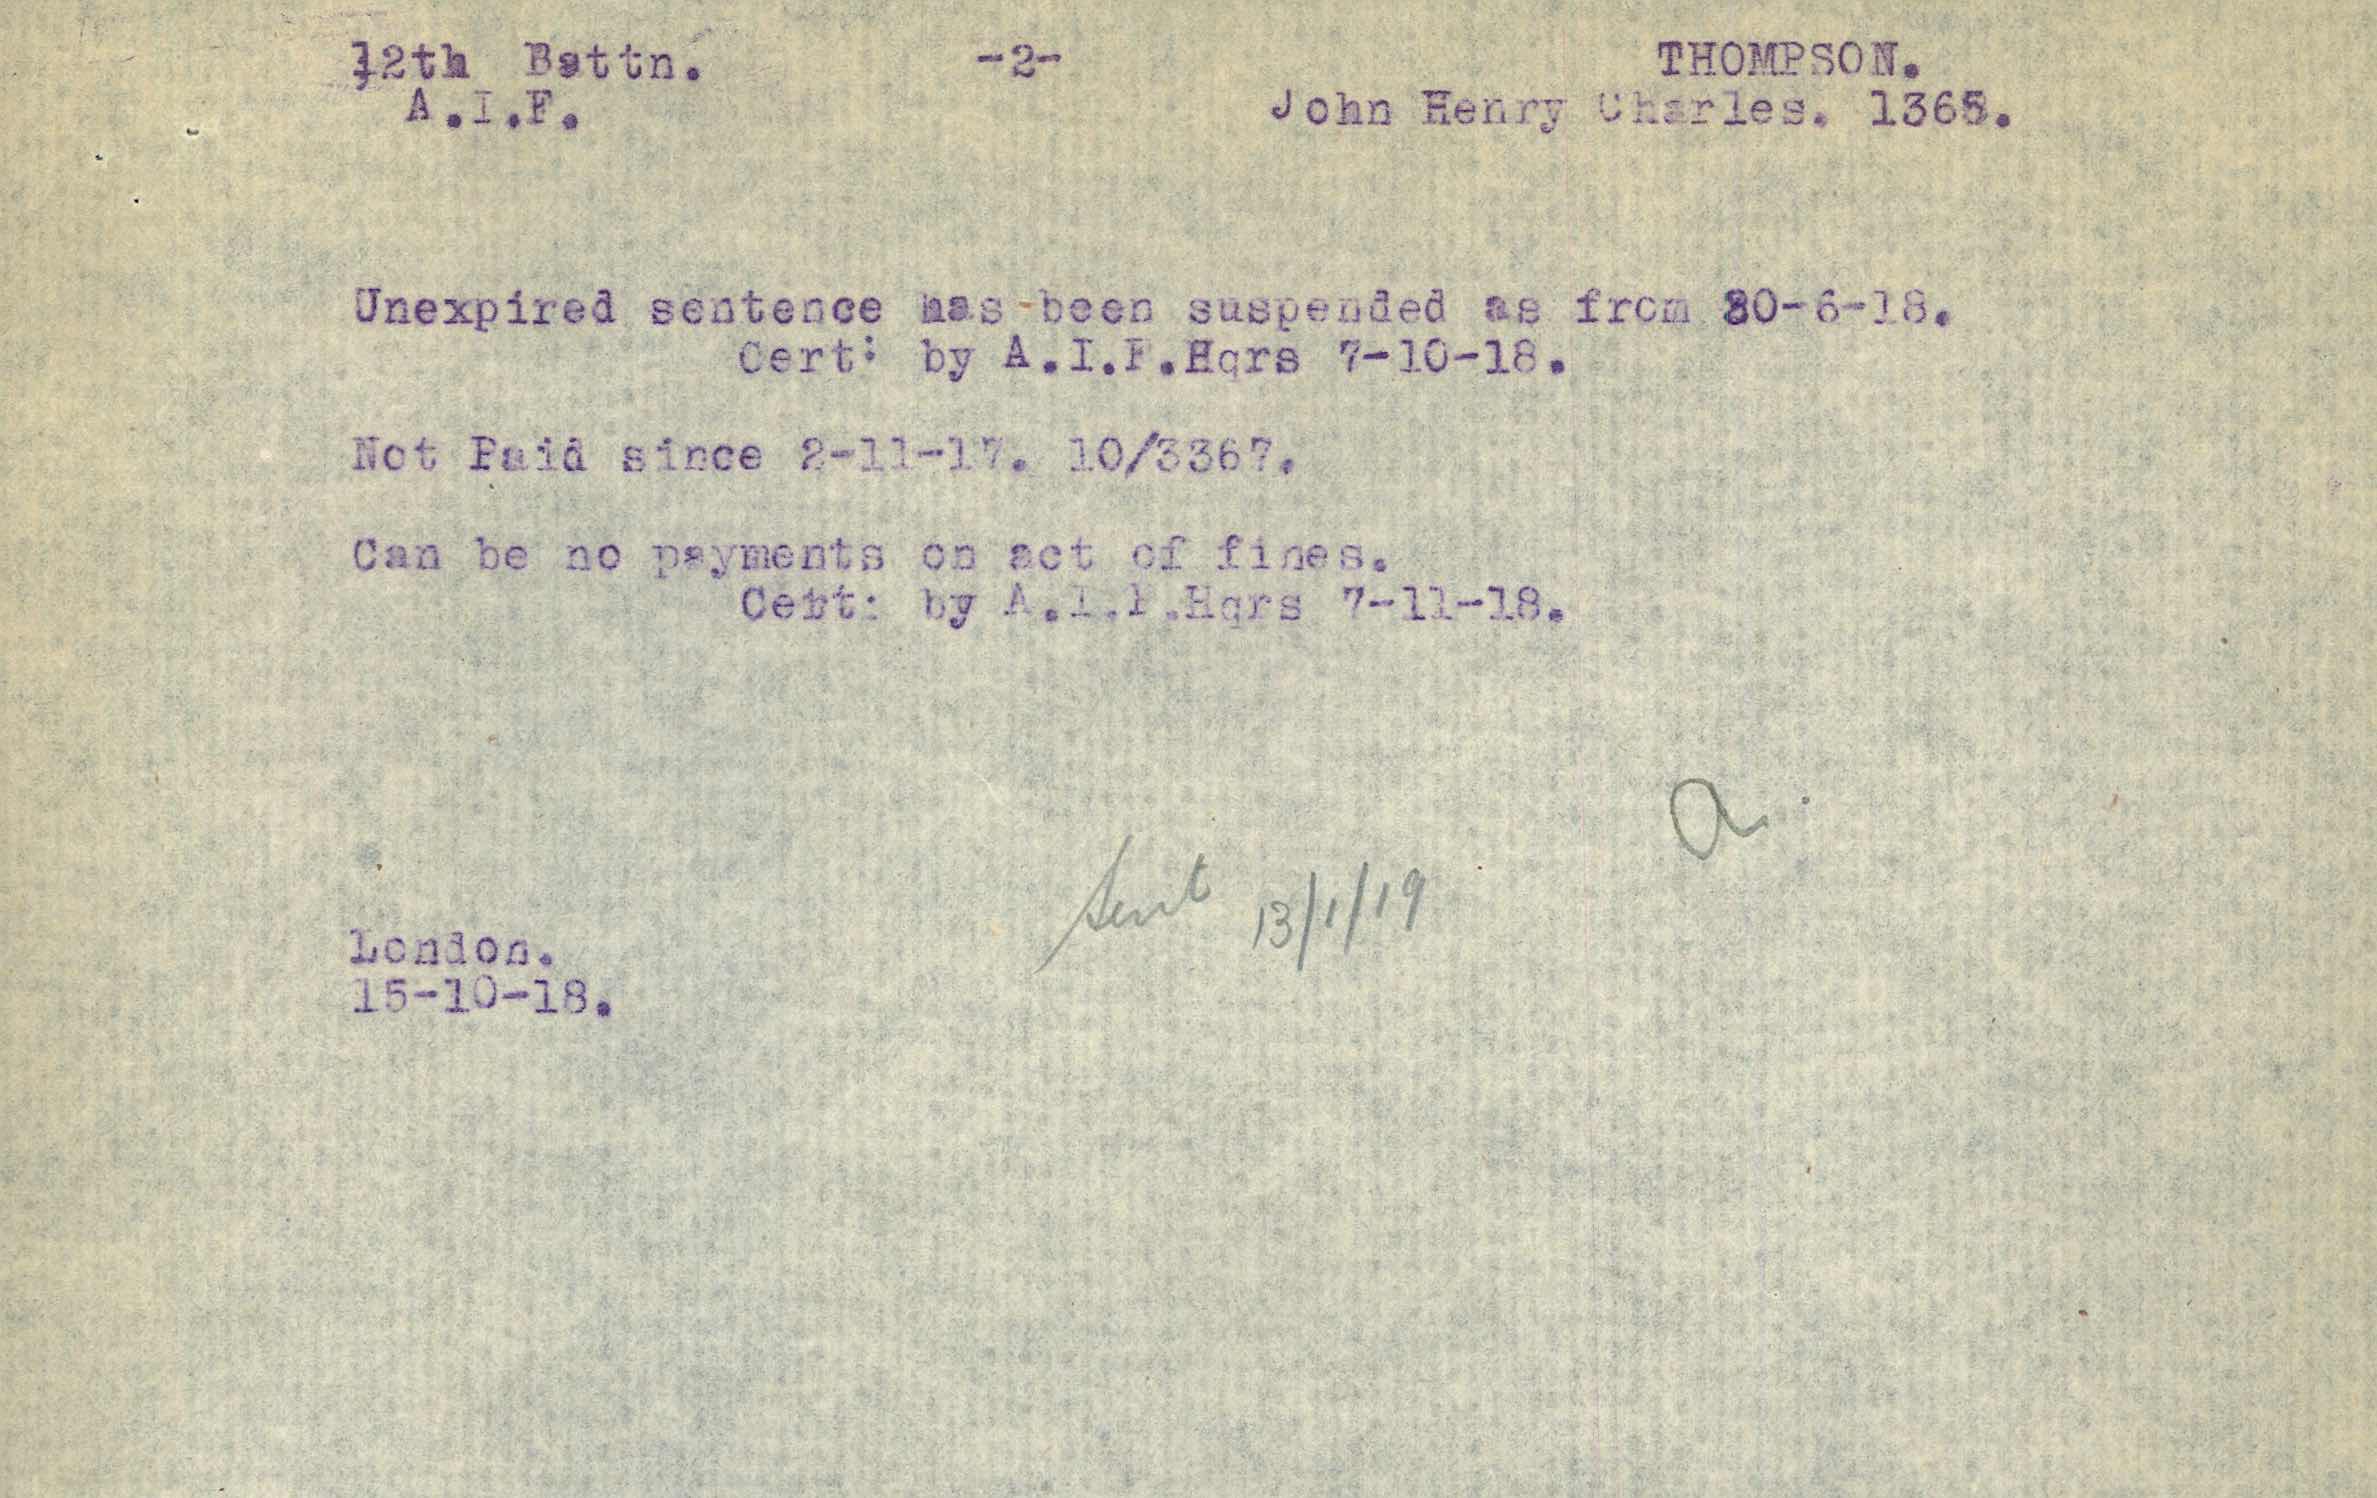 12th Battn. -2- THOMPSON.
A.I.F. John Henry Charles. 1365.
Unexpired sentence has been suspended as from 30-6-18.
Cert: by A.I.F.Hqrs 7-10-18.
Not Paid since 2-11-17. 10/3367.
Can be no payments on act of fines.
Cert: by A.I.F.Hqrs 7-11-18.
a.
Sent 13/1/19
London.
15-10-18.